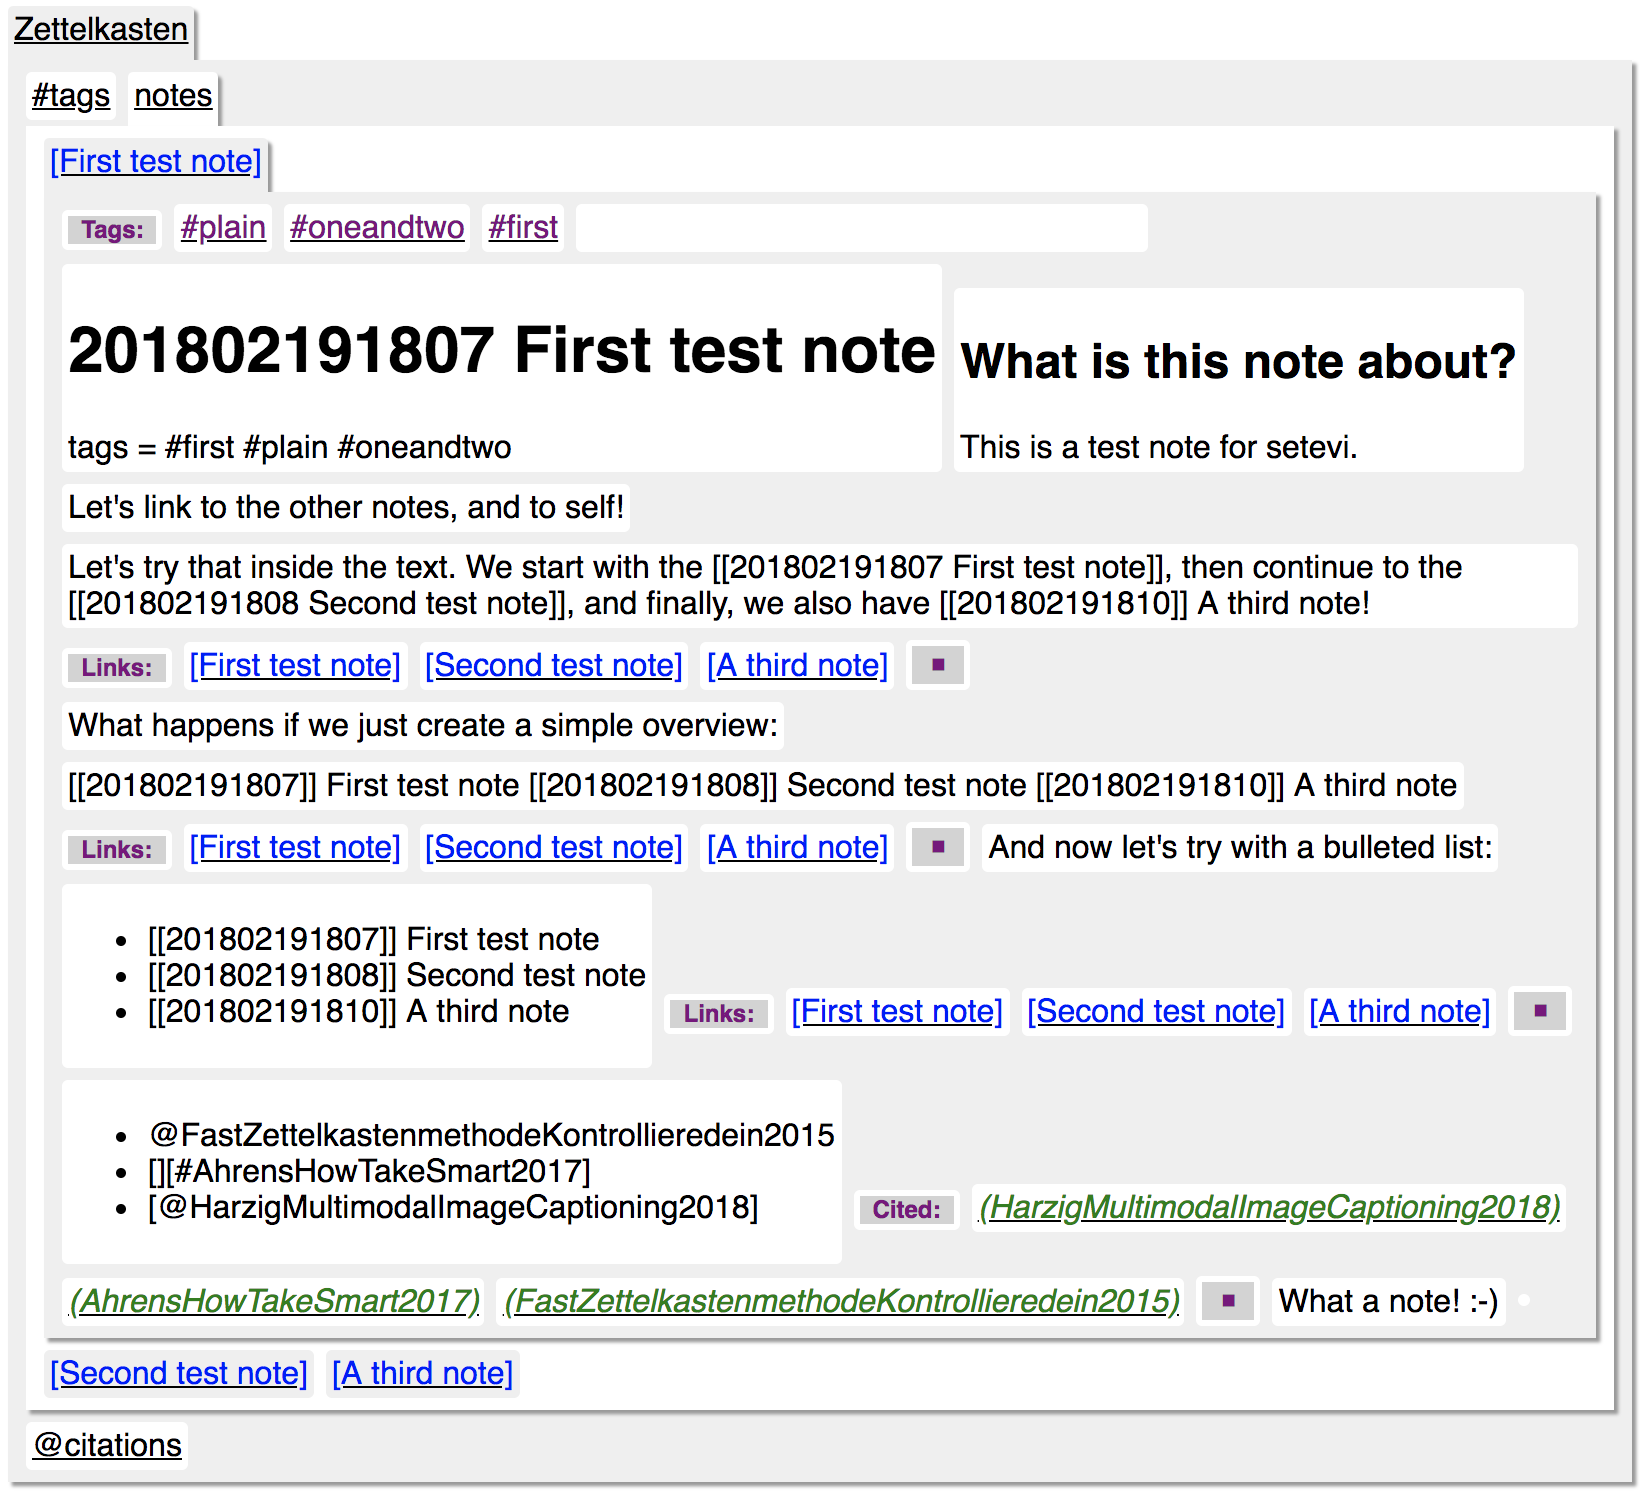 Zettelkasten
#tags notes
[First test note]
Tags: #plain #oneandtwo #first
201802191807 First test note
tags = #first #plain #oneandtwo
What is this note about?
This is a test note for setevi.
Let's link to the other notes, and to self!
Let's try that inside the text. We start with the [[201802191807 First test note]], then continue to the
[[201802191808 Second test note]], and finally, we also have [[201802191810]] A third note!
Links: [First test note] [Second test note] [A third note] ▪
What happens if we just create a simple overview:
[[201802191807]] First test note [[201802191808]] Second test note [[201802191810]] A third note
Links: [First test note] [Second test note] [A third note] ▪ And now let's try with a bulleted list:
• [[201802191807]] First test note
• [[201802191808]] Second test note
• [[201802191810]] A third note
Links: [First test note] [Second test note] [A third note] ▪
• @FastZettelkastenmethodeKontrollieredein2015
• [][#AhrensHowTakeSmart2017]
• [@HarzigMultimodalImageCaptioning2018]
Cited: (HarzigMultimodalImageCaptioning2018)
(AhrensHowTakeSmart2017) (FastZettelkastenmethodeKontrollieredein2015) ▪ What a note! :-)
[Second test note] [A third note]
@citations